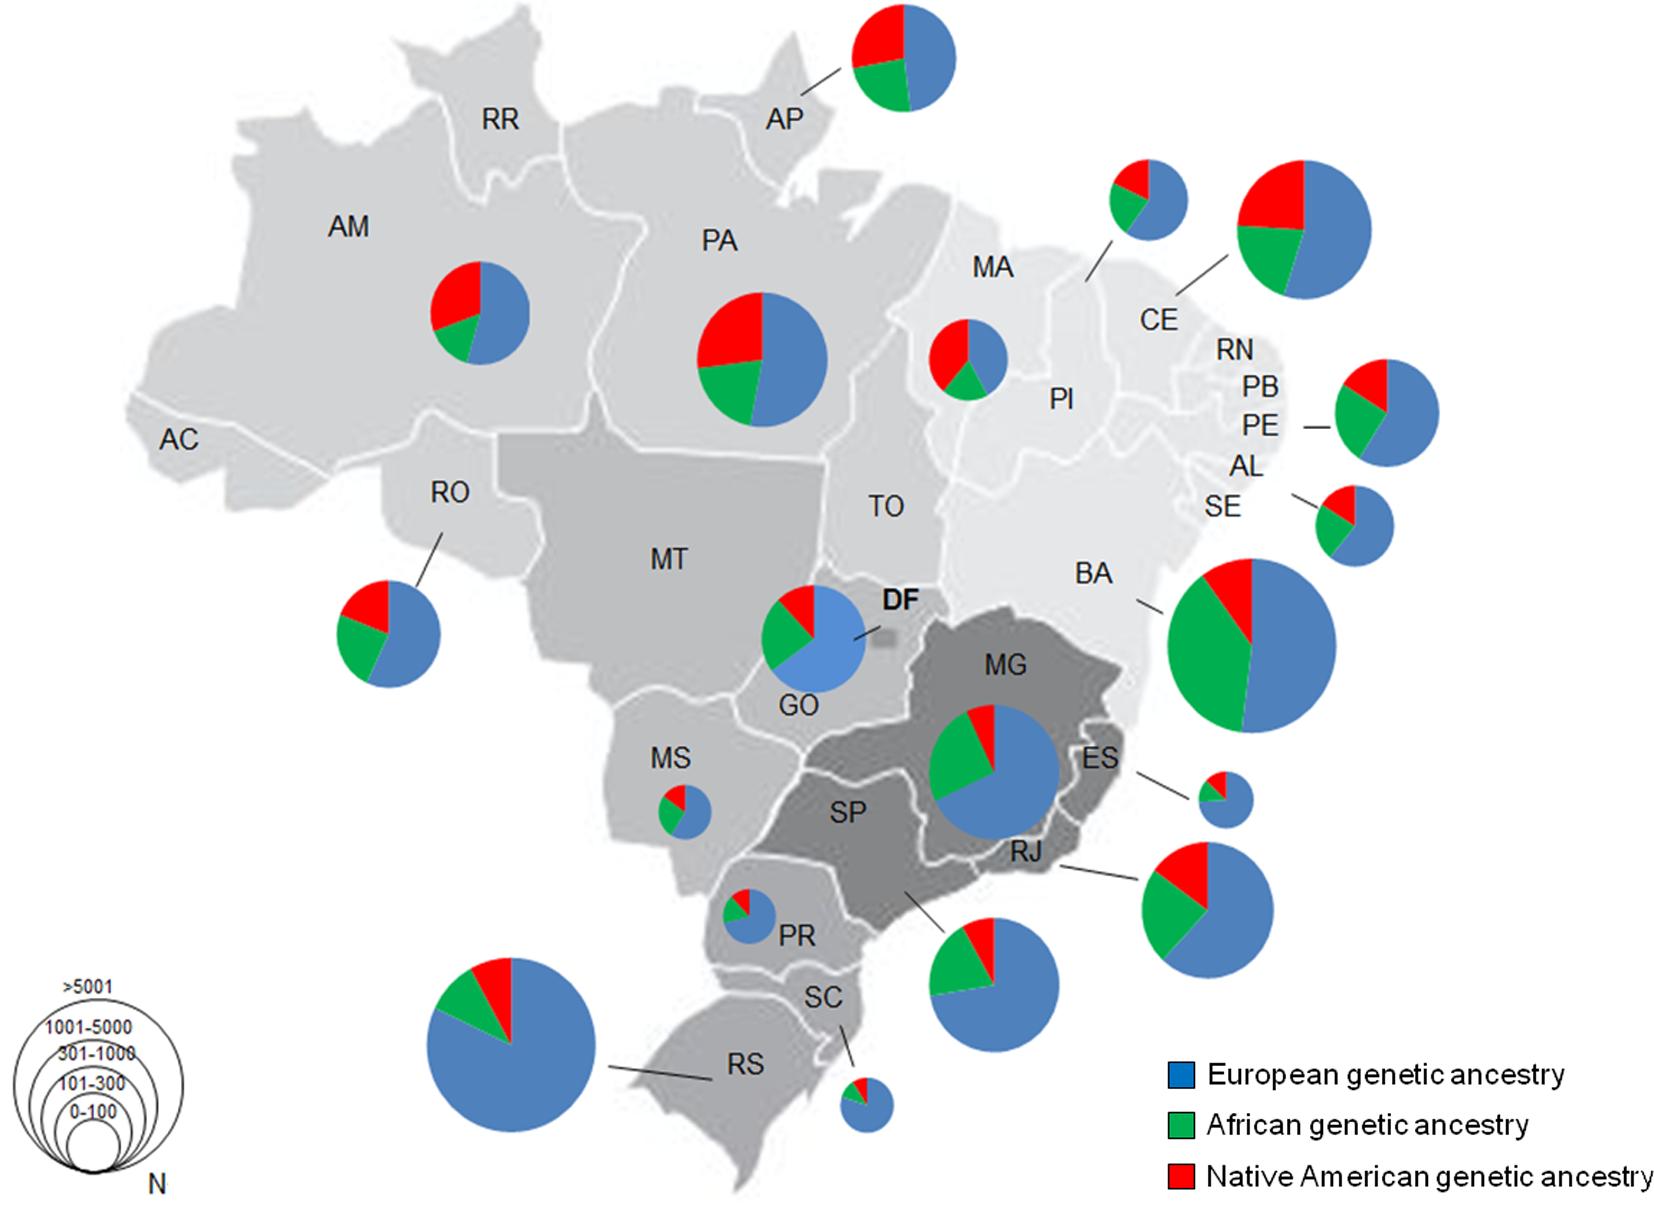 RR
AP
AM
PA
MA
CE
RN
PB
PI
PE
AC
AL
RO
TO
SE
MT
BA
DF
MG
GO
MS
ES
SP
RJ
PR
SC
RS
>5001
1001-5000
301-1000
101-300
0-100
N
European genetic ancestry
African genetic ancestry
Native American genetic ancestry